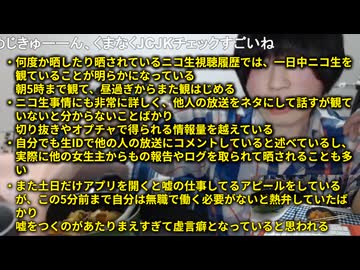 めじきゅーーん、くまなくJCJKチェックすごいね
・何度か晒したり晒されているニコ生視聴履歴では、一日中ニコ生を
観ていることが明らかになっている
朝5時まで観て、昼過ぎからまた観はじめる
・ニコ生事情にも非常に詳しく、他人の放送をネタにして話すが観て
いないと分からないことばかり
切り抜きやオプチャで得られる情報量を越えている
・自分でも生IDで他の人の放送にコメントしていると述べているし、
実際に他の女生主からもの報告やログを取られて晒されることも多
い
・また土日だけアプリを開くと嘘の仕事してるアピールをしている
が、この5分前まで自分は無職で働く必要がないと熱弁していたば
かり
嘘をつくのがあたりまえすぎて虚言癖となっていると思われる